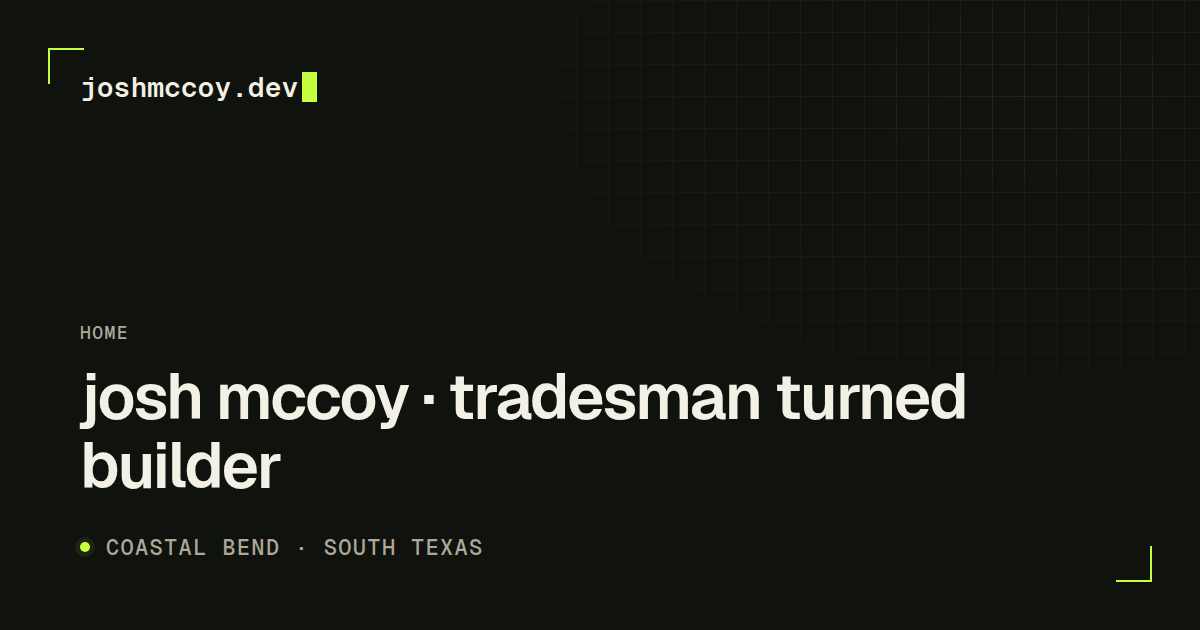 joshmccoy.dev
HOME
josh mccoy · tradesman turned
builder
COASTAL BEND · SOUTH TEXAS